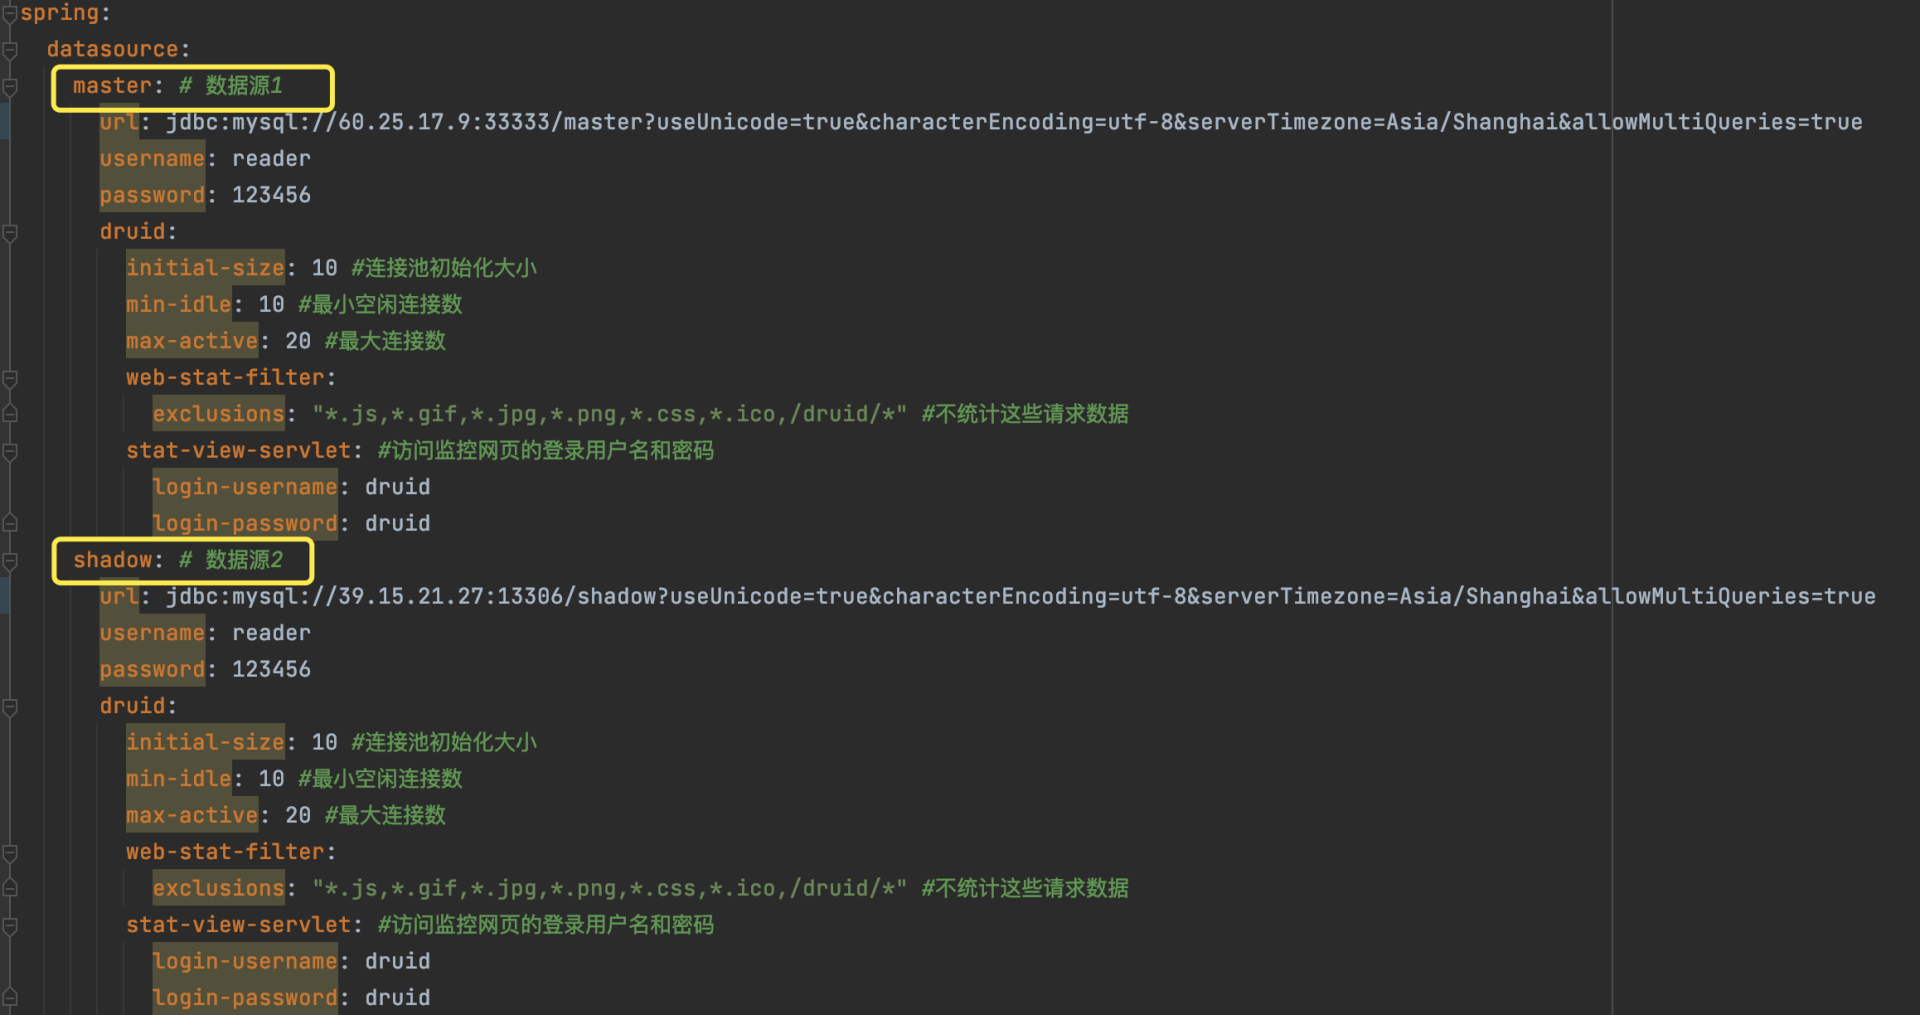 spring:
datasource:
master: # 数据源1
url: jdbc:mysql://60.25.17.9:33333/master?useUnicode=true&characterEncoding=utf-8&serverTimezone=Asia/Shanghai&allowMultiQueries=true
username: reader
password: 123456
druid:
initial-size: 10 #连接池初始化大小
min-idle: 10 #最小空闲连接数
max-active: 20 #最大连接数
web-stat-filter:
exclusions: "*.js,*.gif,*.jpg,*.png,*.css,*.ico,/druid/*" #不统计这些请求数据
stat-view-servlet: #访问监控网页的登录用户名和密码
login-username: druid
login-password: druid
shadow: # 数据源2
url: jdbc:mysql://39.15.21.27:13306/shadow?useUnicode=true&characterEncoding=utf-8&serverTimezone=Asia/Shanghai&allowMultiQueries=true
username: reader
password: 123456
druid:
initial-size: 10 #连接池初始化大小
min-idle: 10 #最小空闲连接数
max-active: 20 #最大连接数
web-stat-filter:
exclusions: "*.js,*.gif,*.jpg,*.png,*.css,*.ico,/druid/*" #不统计这些请求数据
stat-view-servlet: #访问监控网页的登录用户名和密码
login-username: druid
login-password: druid